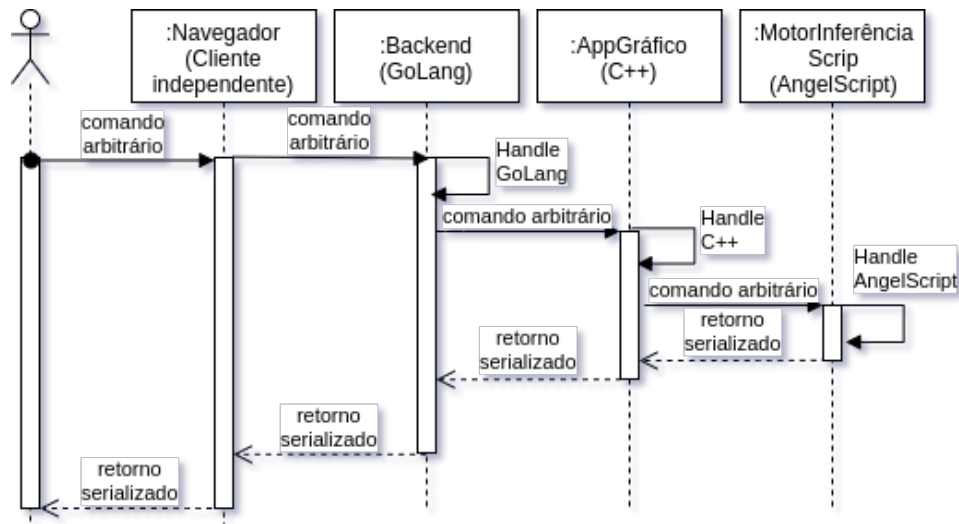 :Navegador
(Cliente
independente)
:Backend
(GoLang)
:AppGráfico
(C++)
:MotorInferência
Scrip
(AngelScript)
comando
arbitrário
comando
arbitrário
Handle
GoLang
comando arbitrário
Handle
C++
Handle
AngelScript
comando arbitrário
retorno
serializado
retorno
serializado
retorno
serializado
retorno
serializado